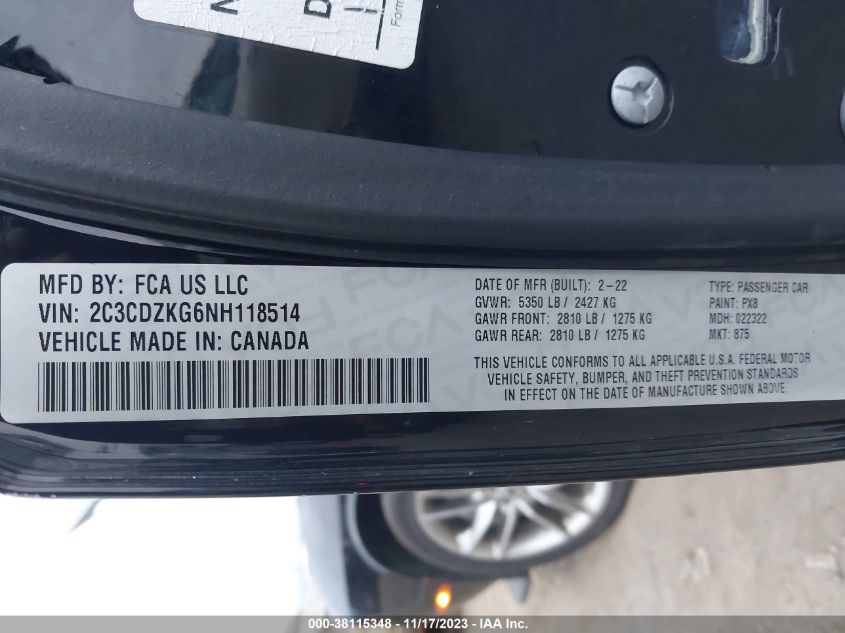 N
D
Form
MFD BY: FCA US LLC
VIN: 2C3CDZKG6NH118514
VEHICLE MADE IN: CANADA
DATE OF MFR (BUILT): 2-22
GVWR: 5350 LB / 2427 KG
GAWR FRONT: 2810 LB / 1275 KG
GAWR REAR: 2810 LB / 1275 KG
TYPE: PASSENGER CAR
PAINT: PX8
MDH: 022322
MKT: 875
THIS VEHICLE CONFORMS TO ALL APPLICABLE U.S.A. FEDERAL MOTOR
VEHICLE SAFETY, BUMPER, AND THEFT PREVENTION STANDARDS
IN EFFECT ON THE DATE OF MANUFACTURE SHOWN ABOVE.
000-38115348 - 11/17/2023 - IAAI Inc.